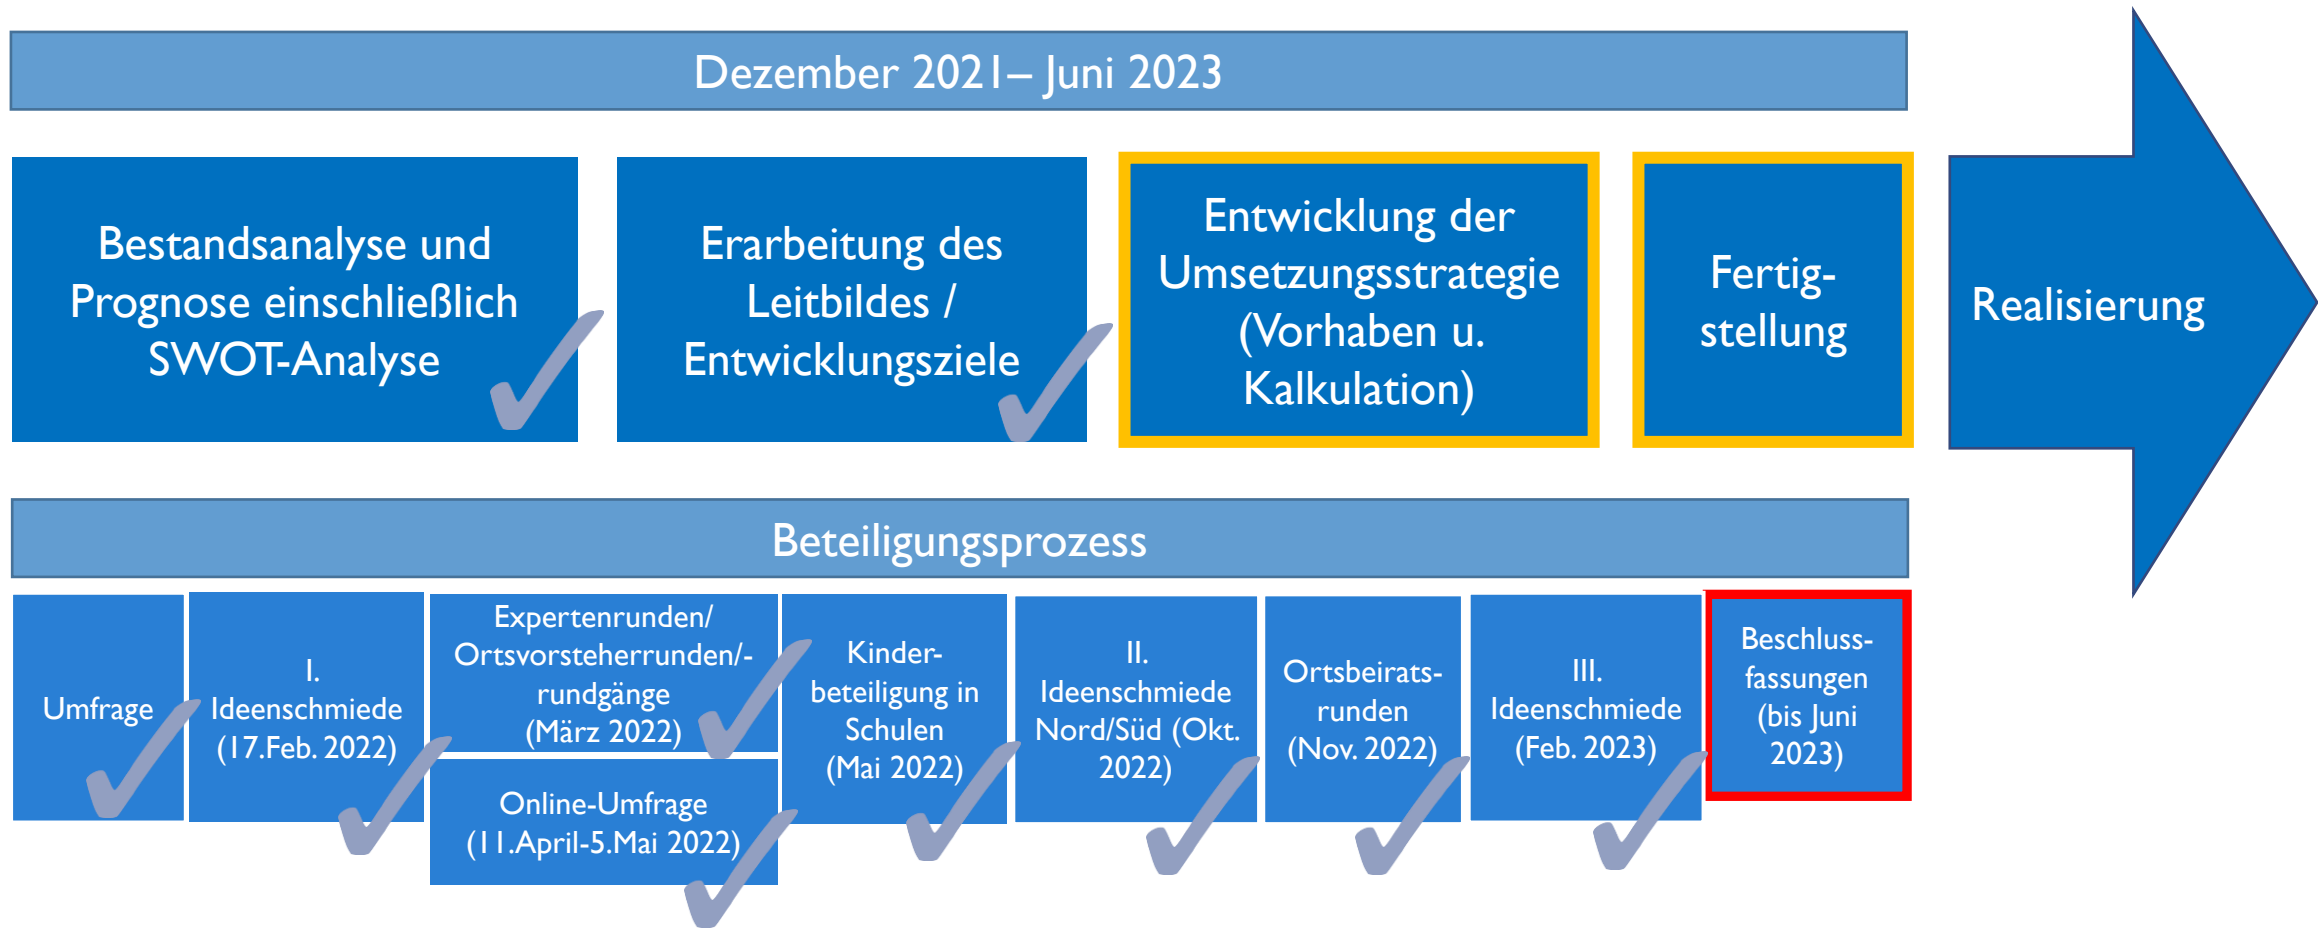 Dezember 2021– Juni 2023
Bestandsanalyse und
Prognose einschließlich
SWOT-Analyse
Erarbeitung des
Leitbildes /
Entwicklungsziele
Entwicklung der
Umsetzungsstrategie
(Vorhaben u.
Kalkulation)
Fertig-
stellung
Realisierung
Beteiligungsprozess
Umfrage
I.
Ideenschmiede
(17.Feb. 2022)
Expertenrunden/
Ortsvorsteherrunden/-
rundgänge
(März 2022)
Online-Umfrage
(11.April-5.Mai 2022)
Kinder-
beteiligung in
Schulen
(Mai 2022)
II.
Ideenschmiede
Nord/Süd (Okt.
2022)
Ortsbeirats-
runden
(Nov. 2022)
III.
Ideenschmiede
(Feb. 2023)
Beschluss-
fassungen
(bis Juni
2023)